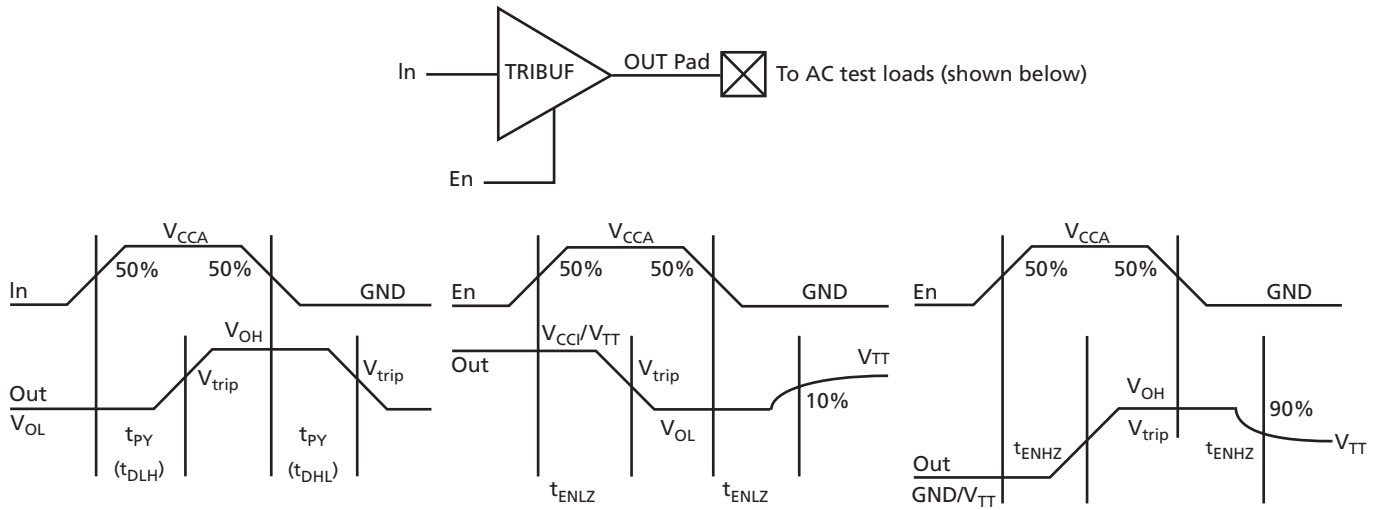 In
TRIBUF
OUT Pad
To AC test loads (shown below)
En
VCCA
50%
50%
In
GND
VOH
Vtrip
Vtrip
Out
VOL
tPY
(tDLH)
tPY
(tDHL)
VCCA
50%
50%
En
GND
VCCI/VTT
Out
Vtrip
VTT
10%
VOL
tENLZ
tENLZ
VCCA
50%
50%
En
GND
VOH
90%
Vtrip
VTT
tENHZ
tENHZ
Out
GND/VTT